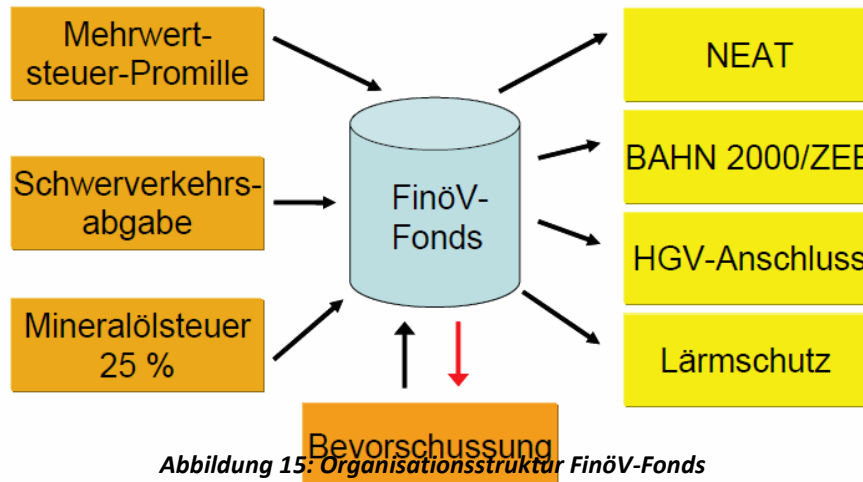 Mehrwert-
steuer-Promille
Schwerverkehrs-
abgabe
Mineralölsteuer
25 %
FinöV-
Fonds
NEAT
BAHN 2000/ZEB
HGV-Anschluss
Lärmschutz
Bevorschussung
Abbildung 15: Organisationsstruktur FinöV-Fonds